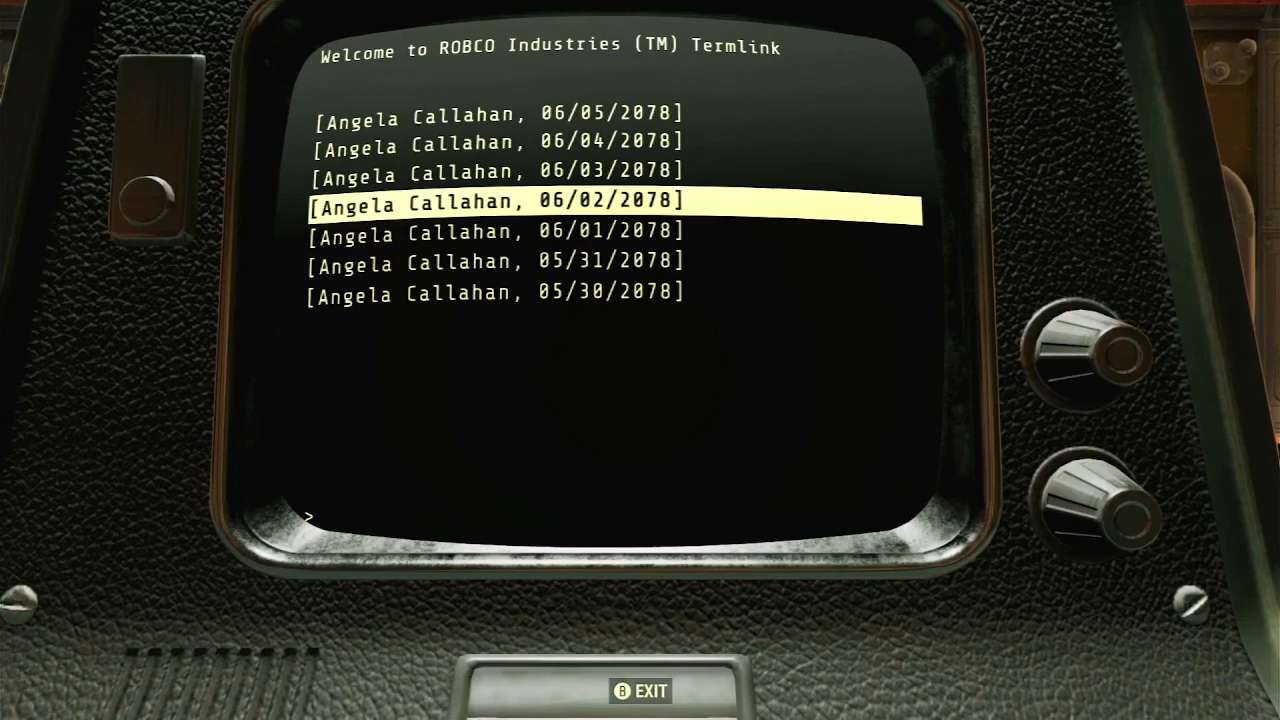 Welcome to ROBCO Industries (TM) Termlink
[Angela Callahan, 06/05/2078]
[Angela Callahan, 06/04/2078]
[Angela Callahan, 06/03/2078]
[Angela Callahan, 06/02/2078]
[Angela Callahan, 06/01/2078]
[Angela Callahan, 05/31/2078]
[Angela Callahan, 05/30/2078]
>
B EXIT